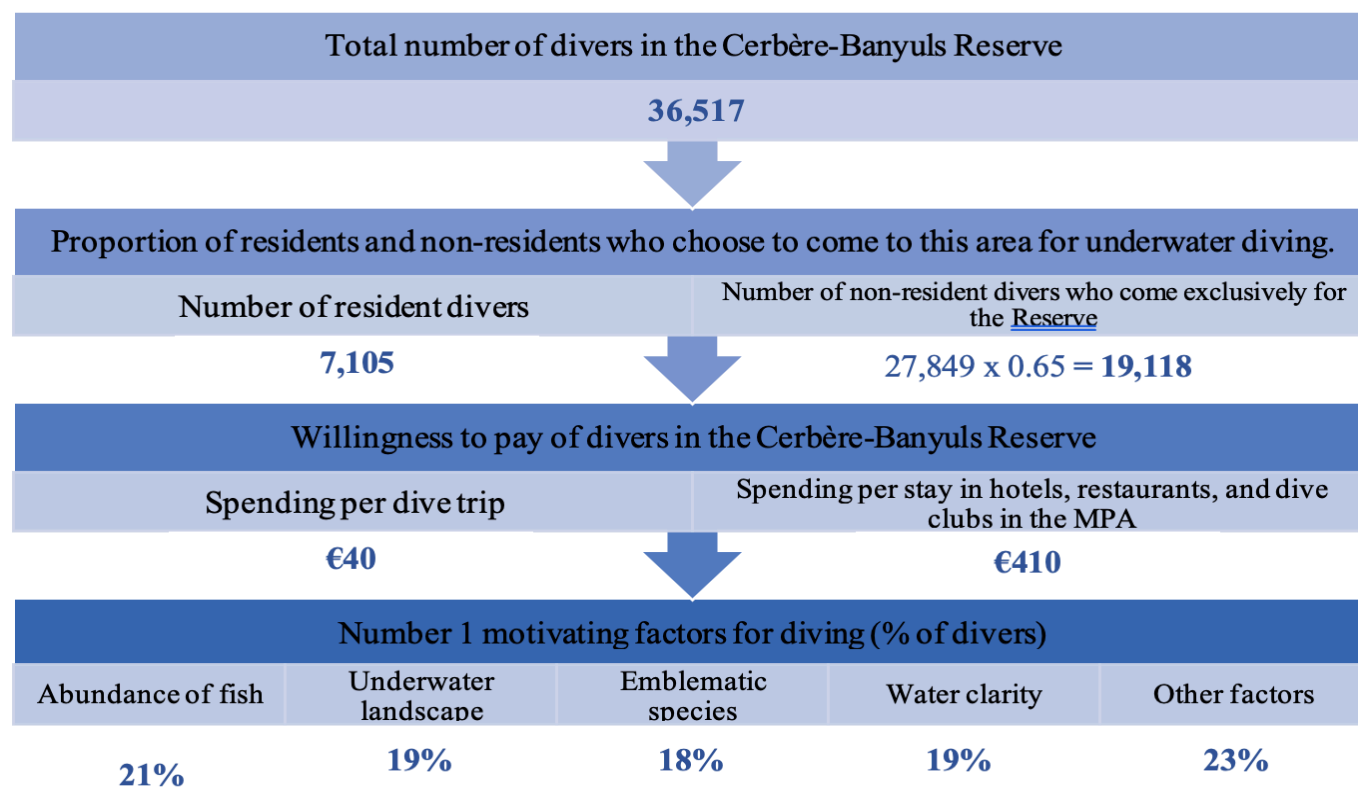 Total number of divers in the Cerbère-Banyuls Reserve
36,517
Proportion of residents and non-residents who choose to come to this area for underwater diving.
Number of resident divers
7,105
Number of non-resident divers who come exclusively for
the Reserve
27,849 x 0.65 = 19,118
Willingness to pay of divers in the Cerbère-Banyuls Reserve
Spending per dive trip
€40
Spending per stay in hotels, restaurants, and dive
clubs in the MPA
€410
Number 1 motivating factors for diving (% of divers)
Abundance of fish
21%
Underwater
landscape
19%
Emblematic
species
18%
Water clarity
19%
Other factors
23%